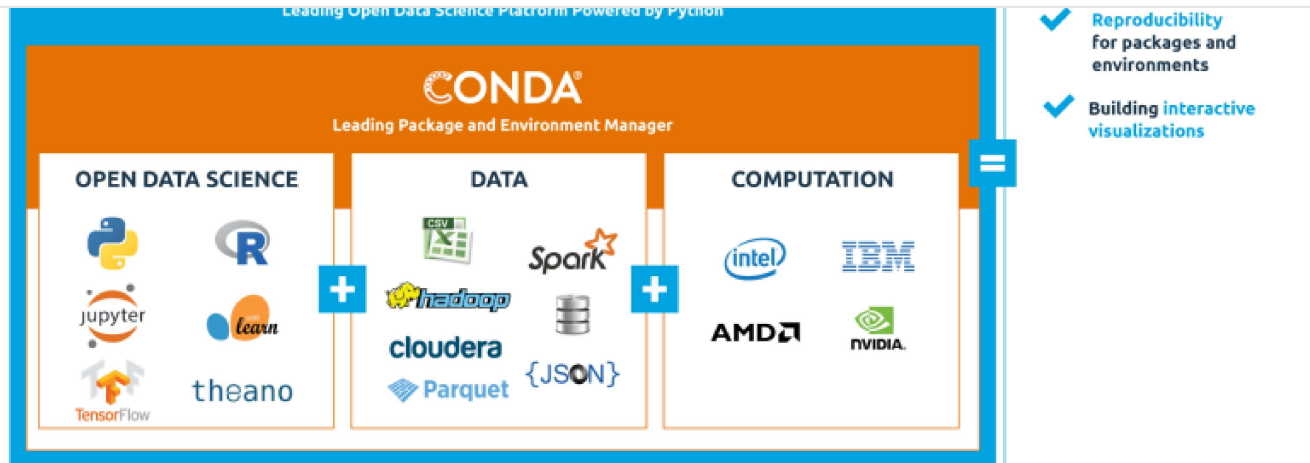 Leading Open Data Science Platform Powered by Python
CONDA®
Leading Package and Environment Manager
OPEN DATA SCIENCE
R
jupyter
learn
TensorFlow
theano
+
DATA
CSV
X
Spark
hadoop
cloudera
{JSON}
Parquet
+
COMPUTATION
intel
IBM
AMD
NVIDIA.
=
Reproducibility
for packages and
environments
Building interactive
visualizations